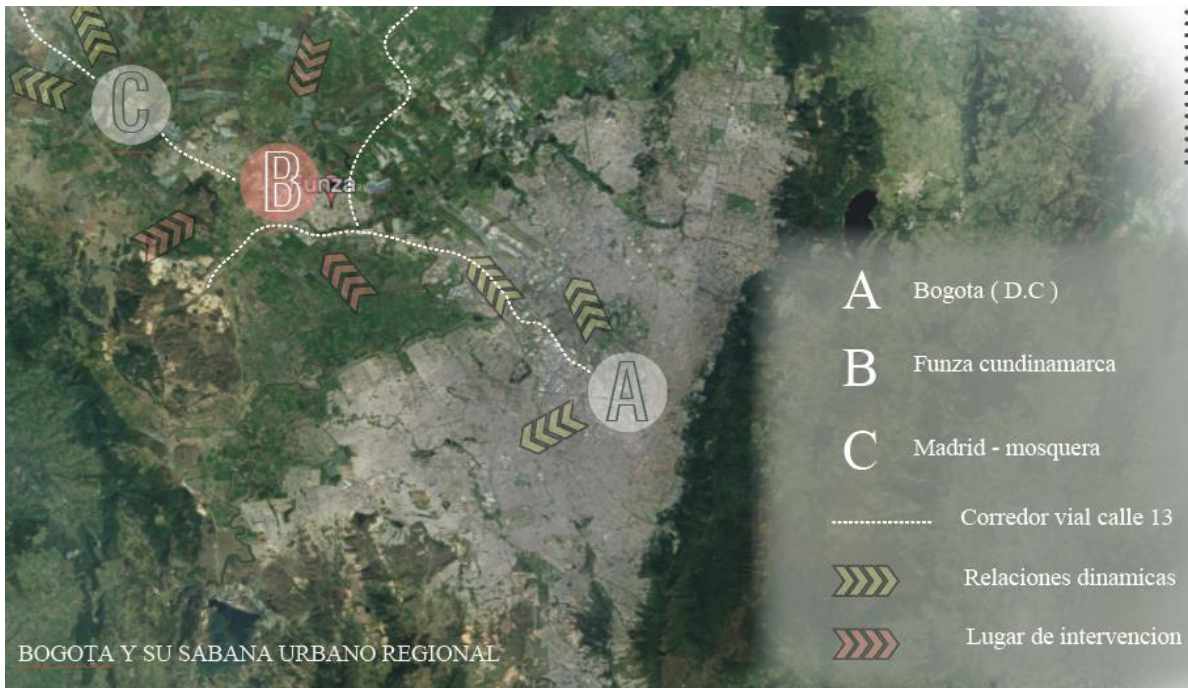 C
B
unza
A
A Bogota ( D.C )
B Funza cundinamarca
C Madrid - mosquera
Corredor vial calle 13
Relaciones dinamicas
Lugar de intervencion
BOGOTA Y SU SABANA URBANO REGIONAL